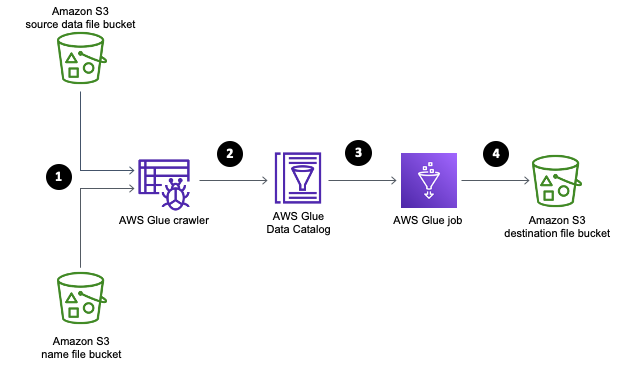 Amazon S3
source data file bucket
1
2
3
4
AWS Glue crawler
AWS Glue
Data Catalog
AWS Glue job
Amazon S3
destination file bucket
Amazon S3
name file bucket